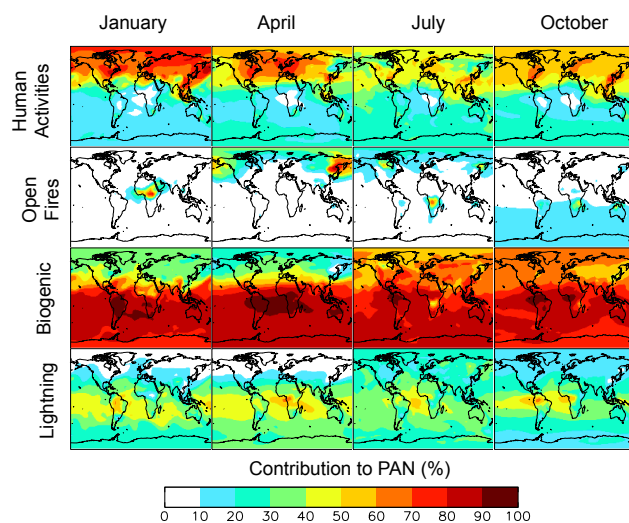 January April July October
Human
Activities
Open
Fires
Biogenic
Lightning
Contribution to PAN (%)
0 10 20 30 40 50 60 70 80 90 100